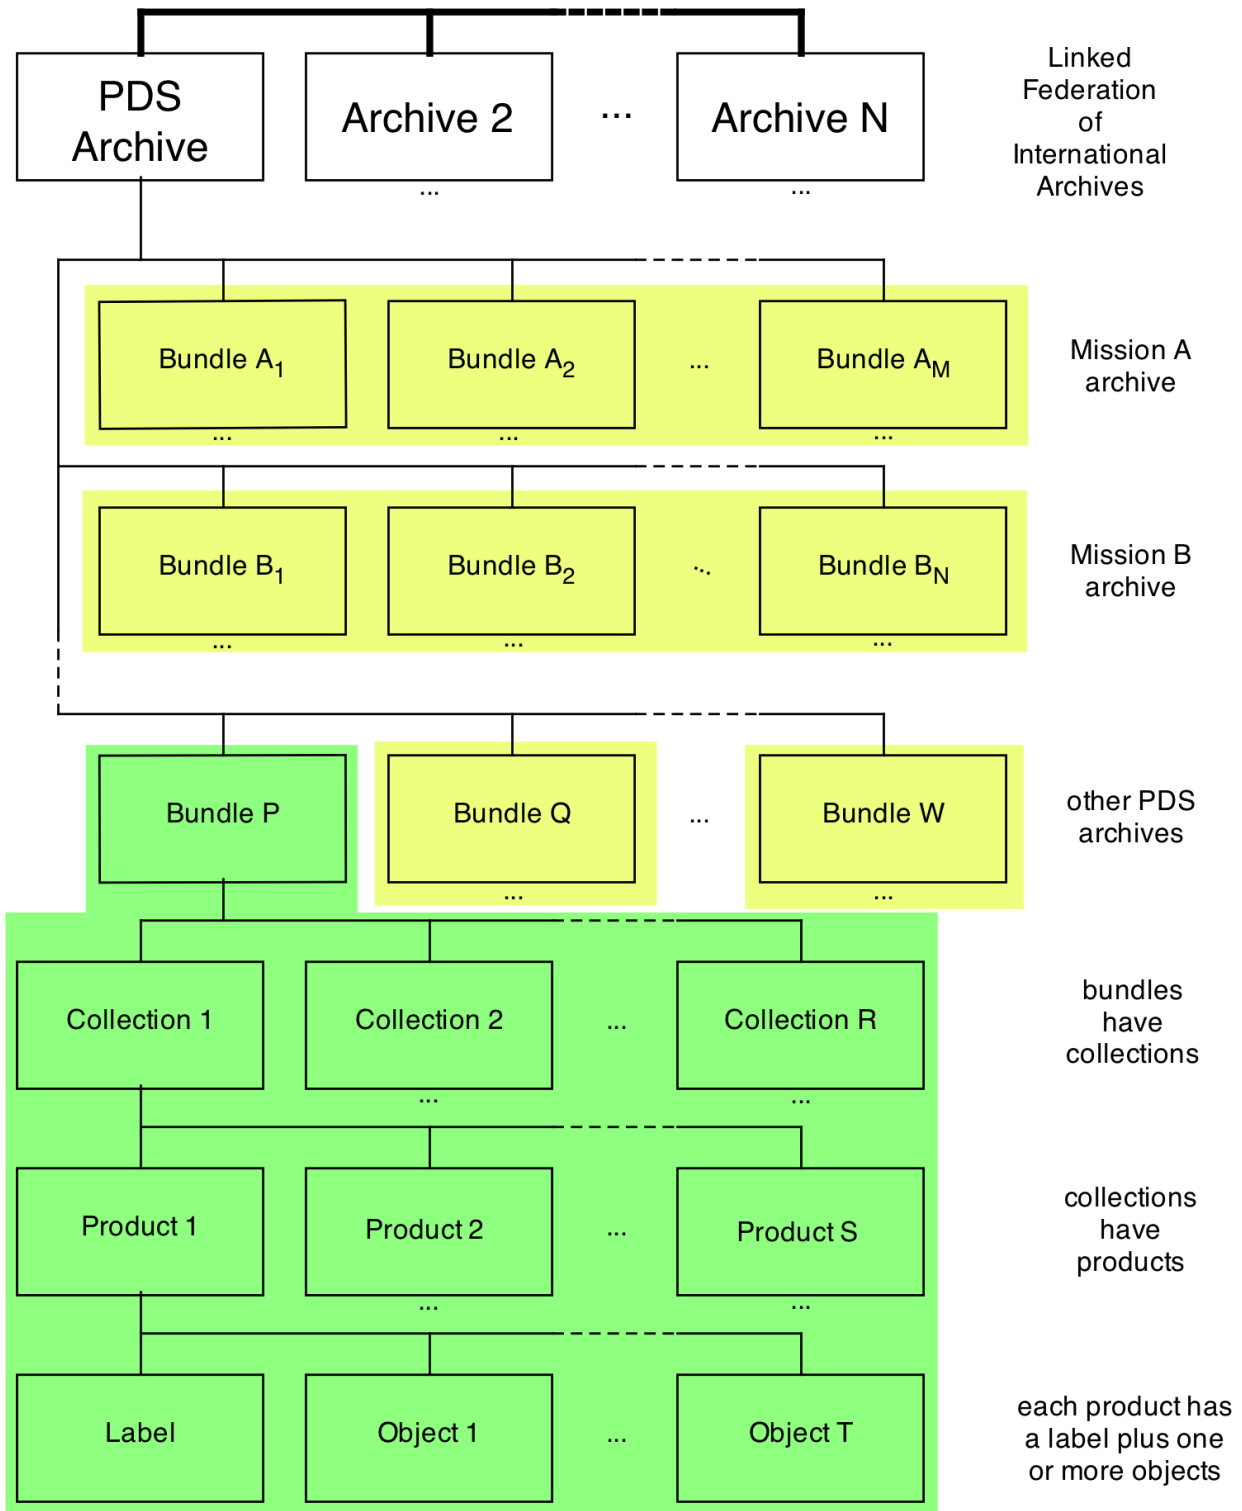 PDS
Archive
Archive 2
...
Archive N
Linked
Federation
of
International
Archives
...
...
Bundle A1
Bundle A2
...
Bundle AM
Mission A
archive
...
...
...
Bundle B1
Bundle B2
...
Bundle BN
Mission B
archive
...
...
...
Bundle P
Bundle Q
...
Bundle W
other PDS
archives
...
...
Collection 1
Collection 2
...
Collection R
bundles
have
collections
...
...
Product 1
Product 2
...
Product S
collections
have
products
...
...
Label
Object 1
...
Object T
each product has
a label plus one
or more objects